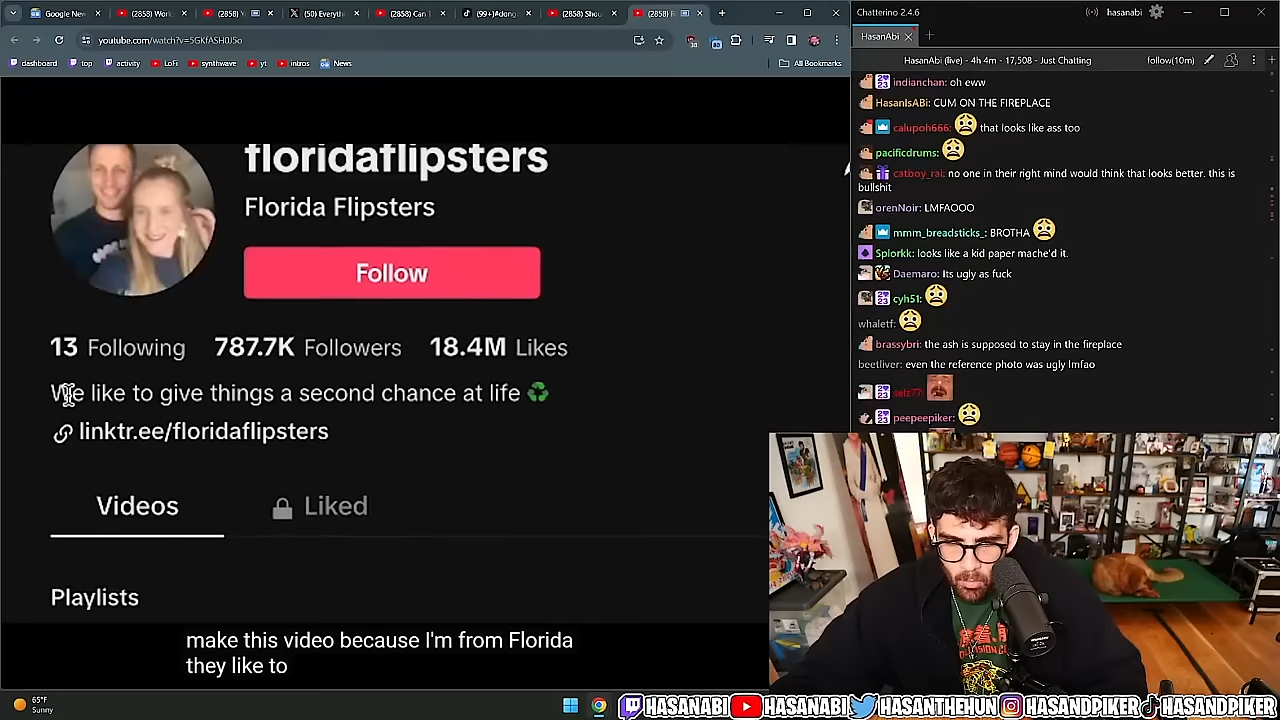 Google New
(2858) Work
(2858) Y
(50) Everyth
(2858) Can
(99+) #dong
(2858) Shou
(2858) R
youtube.com/watch?v=5GKfASH0J5o
dashboard
top
activity
LoFi
synthwave
yt
intros
News
All Bookmarks
floridaflipsters
Florida Flipsters
Follow
13 Following 787.7K Followers 18.4M Likes
We like to give things a second chance at life
linktr.ee/floridaflipsters
Videos
Liked
Playlists
make this video because I'm from Florida
they like to
Chatterino 2.4.6
hasanabi
HasanAbi
HasanAbi (live) - 4h 4m - 17,508 - Just Chatting
follow(10m)
indianchan: oh eww
HasanIsABi: CUM ON THE FIREPLACE
calupoh666: that looks like ass too
pacificdrums:
catboy_rai: no one in their right mind would think that looks better. this is
bullshit
orenNoir: LMFAOOO
mmm_breadsticks_: BROTHA
Splorkk: looks like a kid paper mache'd it.
Daemaro: Its ugly as fuck
cyh51:
whaletf:
brassybri: the ash is supposed to stay in the fireplace
beetliver: even the reference photo was ugly lmfao
selz77:
peepeepiker:
65°F
Sunny
HASANABI HASANABI HASANTHEHUN HASANDPIKER HASANDPIKER